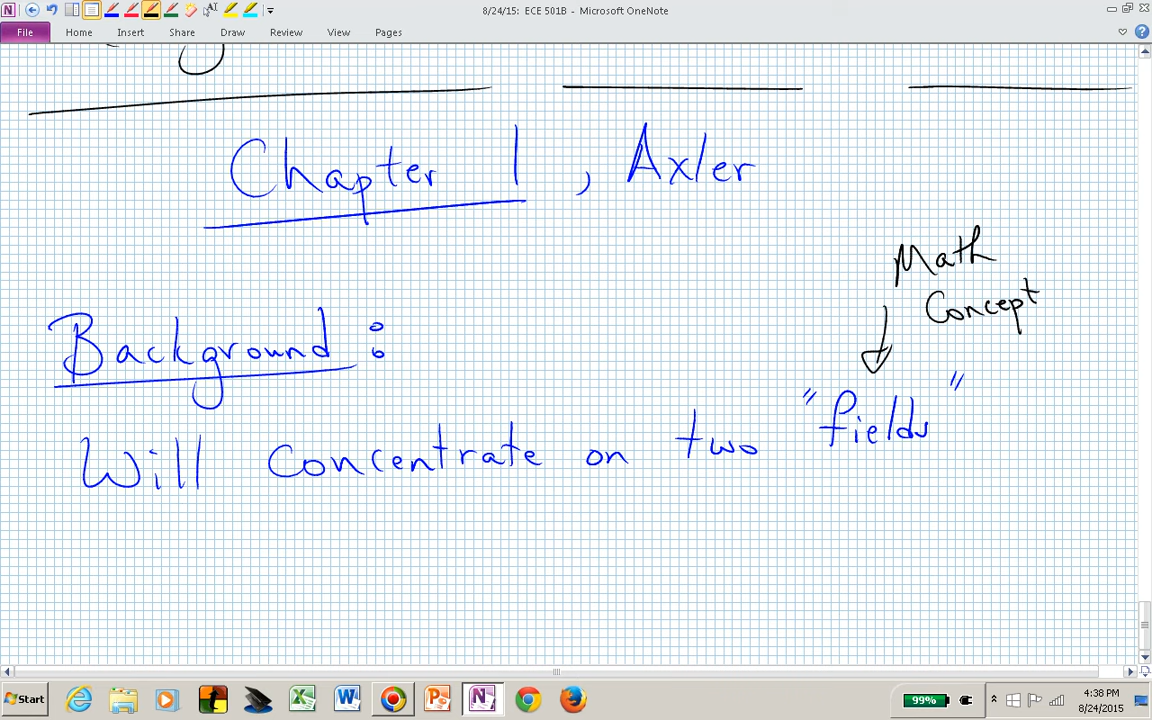 8/24/15: ECE 501B - Microsoft OneNote
File Home Insert Share Draw Review View Pages
Chapter 1, Axler
Math
Concept
Background:
Will concentrate on two "fields"
Start
99%
4:38 PM
8/24/2015